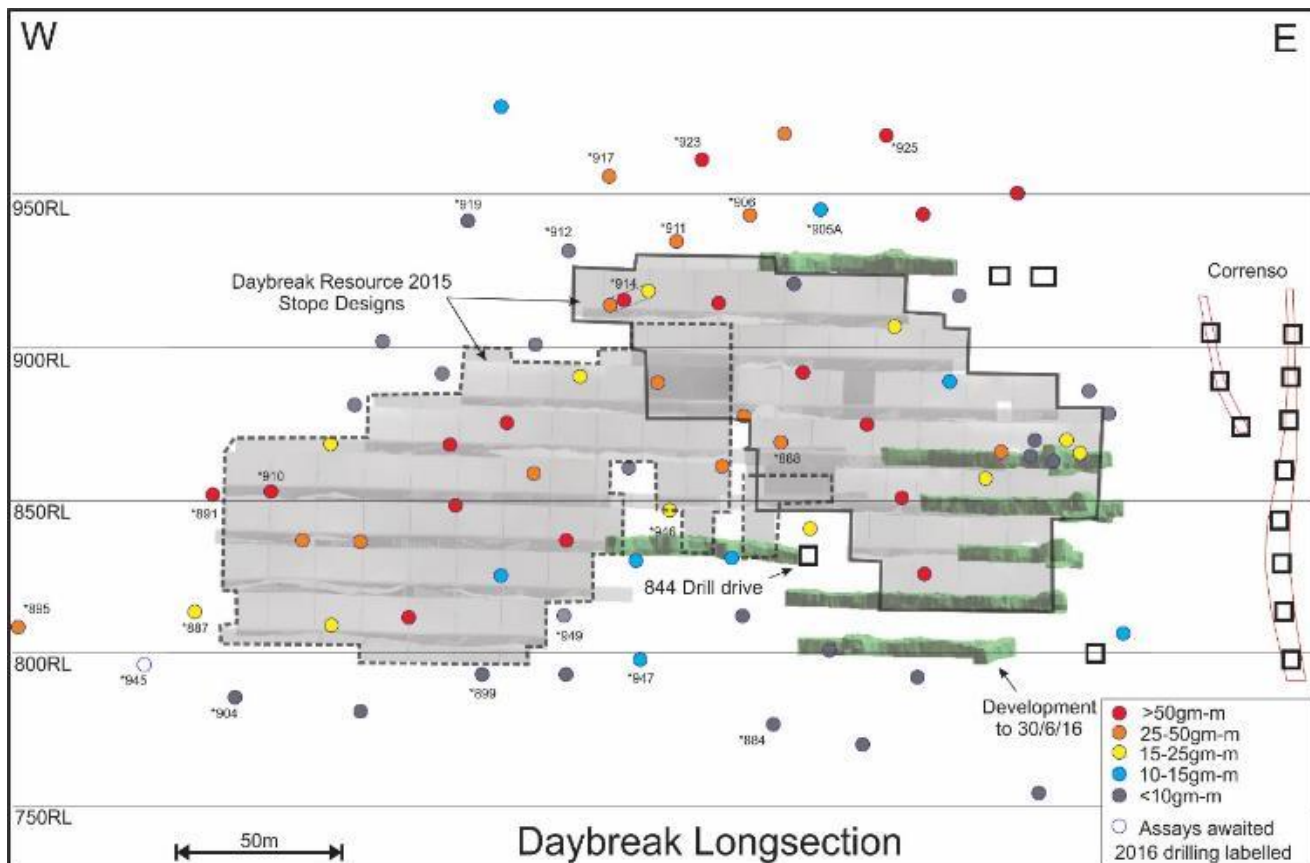 W
E
*923
*925
*917
950RL
*919
*906
*905A
*912
*911
Correnso
Daybreak Resource 2015
Stope Designs
*914
900RL
*888
*910
850RL
*891
*946
844 Drill drive
*895
*887
*949
800RL
*945
*947
*899
*904
Development
to 30/6/16
*884
>50gm-m
25-50gm-m
15-25gm-m
10-15gm-m
<10gm-m
Assays awaited
2016 drilling labelled
750RL
50m
Daybreak Longsection